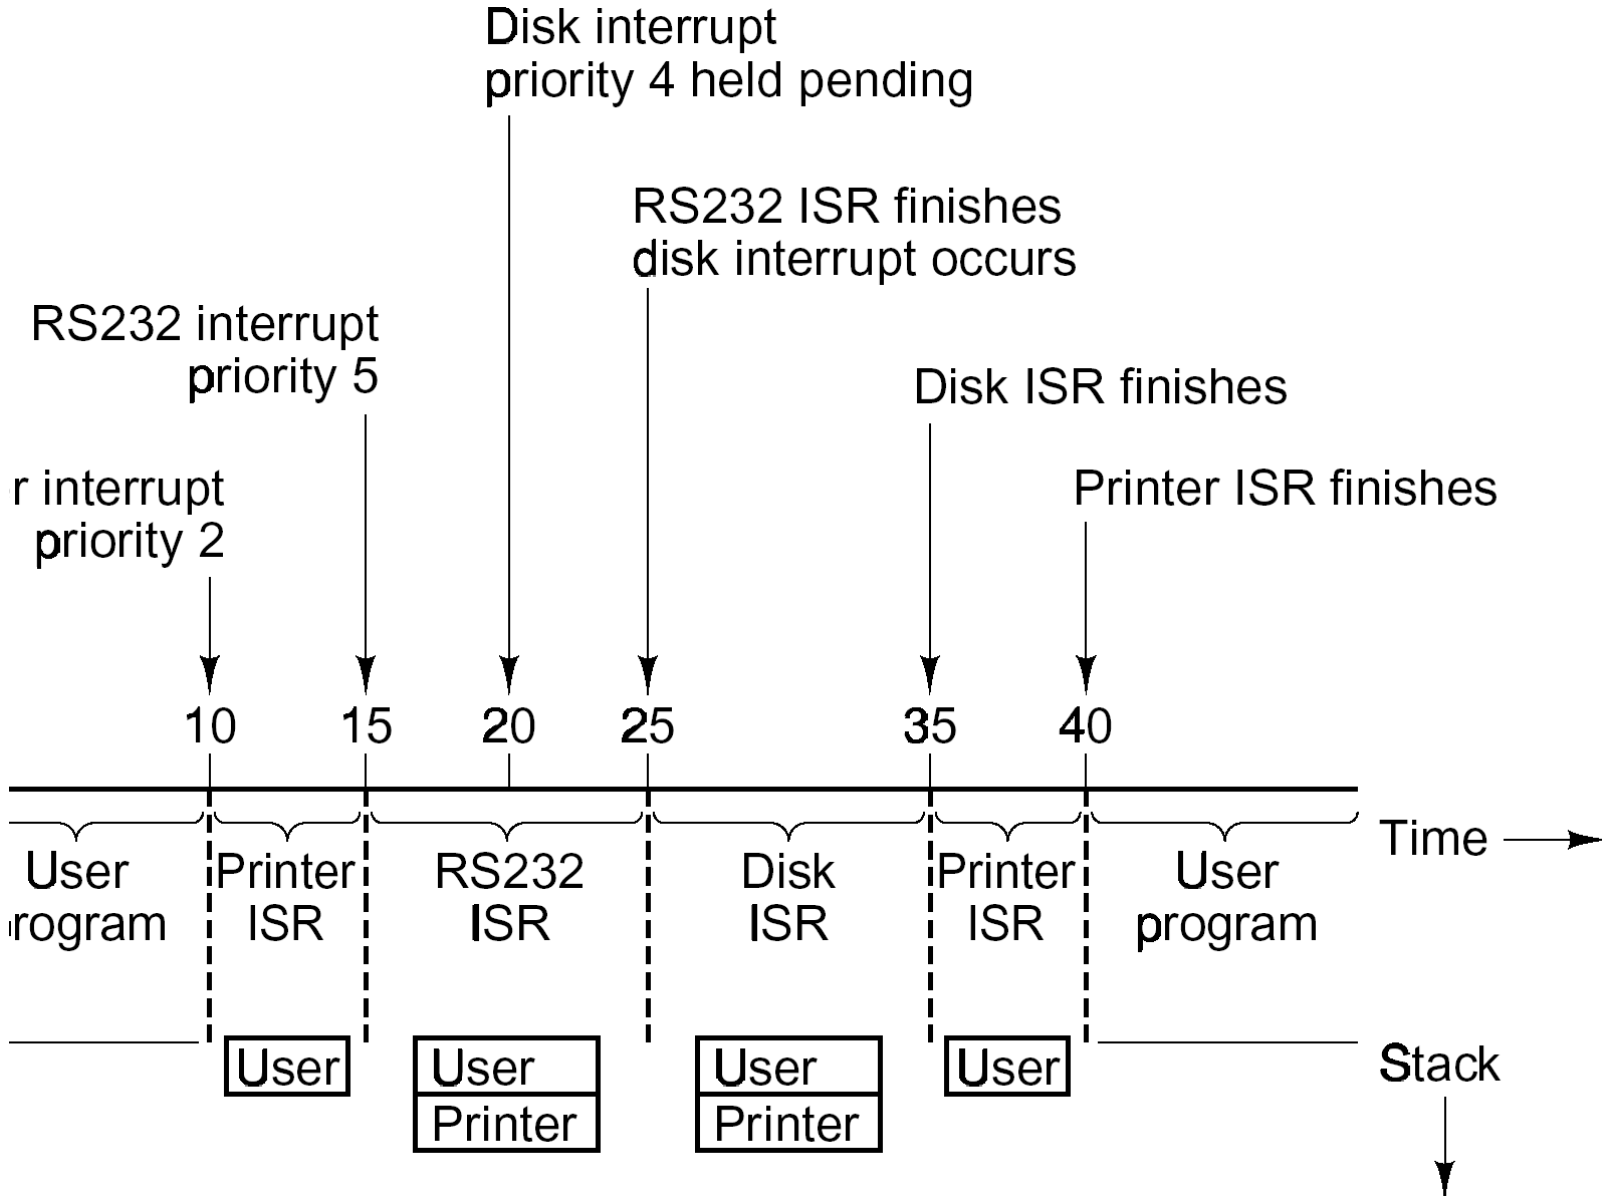 Disk interrupt
priority 4 held pending
RS232 ISR finishes
disk interrupt occurs
RS232 interrupt
priority 5
Disk ISR finishes
r interrupt
priority 2
Printer ISR finishes
10 15 20 25 35 40
Time
User Printer RS232 Disk Printer User
rogram ISR ISR ISR ISR program
User User User User
Printer Printer
Stack